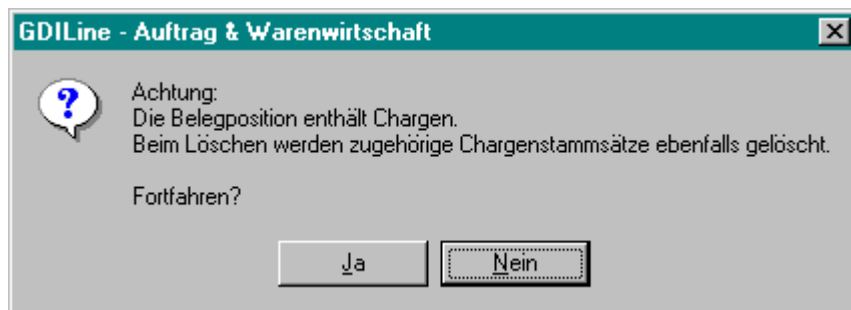 GDILine - Auftrag & Warenwirtschaft
Achtung:
Die Belegposition enthält Chargen.
Beim Löschen werden zugehörige Chargenstammsätze ebenfalls gelöscht.
Fortfahren?
Ja
Nein